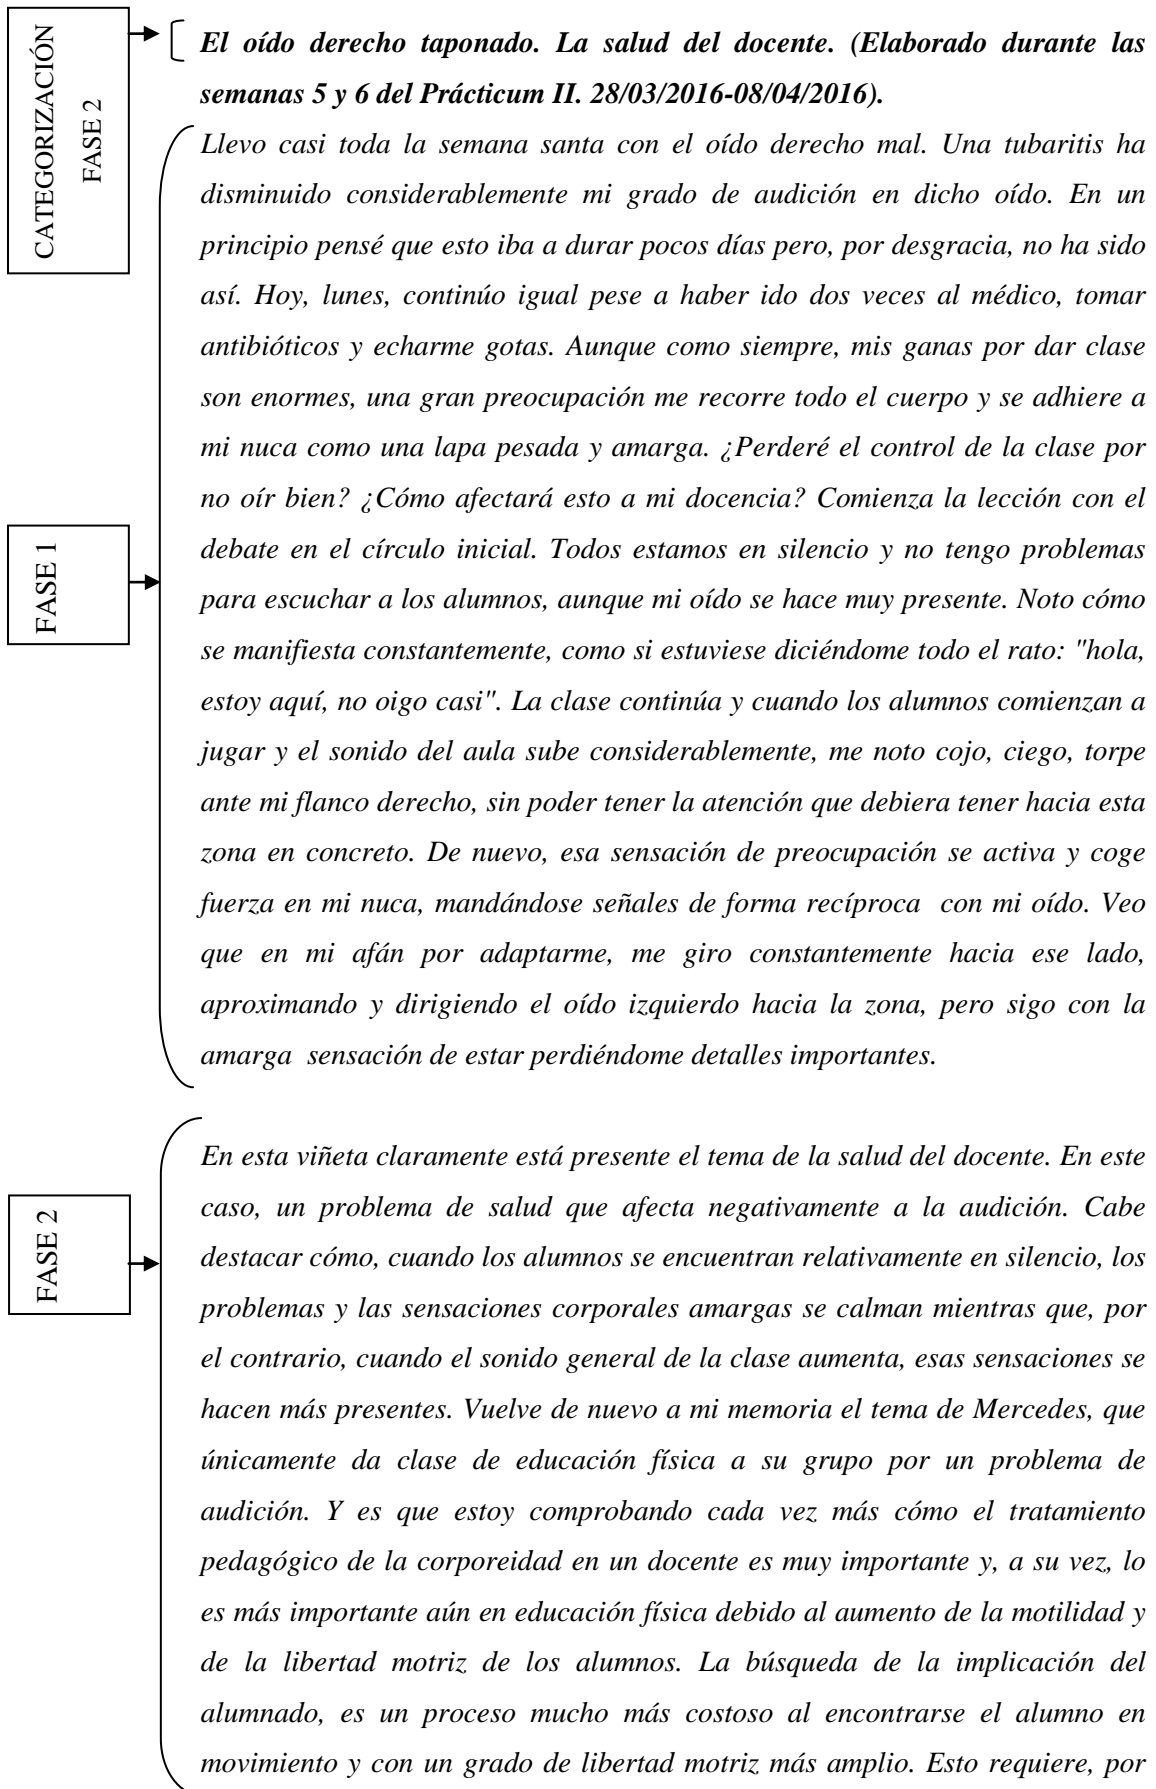 CATEGORIZACIÓN
FASE 2
El oído derecho taponado. La salud del docente. (Elaborado durante las
semanas 5 y 6 del Prácticum II. 28/03/2016-08/04/2016).
FASE 1
Llevo casi toda la semana santa con el oído derecho mal. Una tubaritis ha
disminuido considerablemente mi grado de audición en dicho oído. En un
principio pensé que esto iba a durar pocos días pero, por desgracia, no ha sido
así. Hoy, lunes, continúo igual pese a haber ido dos veces al médico, tomar
antibióticos y echarme gotas. Aunque como siempre, mis ganas por dar clase
son enormes, una gran preocupación me recorre todo el cuerpo y se adhiere a
mi nuca como una lapa pesada y amarga. ¿Perderé el control de la clase por
no oír bien? ¿Cómo afectará esto a mi docencia? Comienza la lección con el
debate en el círculo inicial. Todos estamos en silencio y no tengo problemas
para escuchar a los alumnos, aunque mi oído se hace muy presente. Noto cómo
se manifiesta constantemente, como si estuviese diciéndome todo el rato: "hola,
estoy aquí, no oigo casi". La clase continúa y cuando los alumnos comienzan a
jugar y el sonido del aula sube considerablemente, me noto cojo, ciego, torpe
ante mi flanco derecho, sin poder tener la atención que debiera tener hacia esta
zona en concreto. De nuevo, esa sensación de preocupación se activa y coge
fuerza en mi nuca, mandándose señales de forma recíproca con mi oído. Veo
que en mi afán por adaptarme, me giro constantemente hacia ese lado,
aproximando y dirigiendo el oído izquierdo hacia la zona, pero sigo con la
amarga sensación de estar perdiéndome detalles importantes.
FASE 2
En esta viñeta claramente está presente el tema de la salud del docente. En este
caso, un problema de salud que afecta negativamente a la audición. Cabe
destacar cómo, cuando los alumnos se encuentran relativamente en silencio, los
problemas y las sensaciones corporales amargas se calman mientras que, por
el contrario, cuando el sonido general de la clase aumenta, esas sensaciones se
hacen más presentes. Vuelve de nuevo a mi memoria el tema de Mercedes, que
únicamente da clase de educación física a su grupo por un problema de
audición. Y es que estoy comprobando cada vez más cómo el tratamiento
pedagógico de la corporeidad en un docente es muy importante y, a su vez, lo
es más importante aún en educación física debido al aumento de la motilidad y
de la libertad motriz de los alumnos. La búsqueda de la implicación del
alumnado, es un proceso mucho más costoso al encontrarse el alumno en
movimiento y con un grado de libertad motriz más amplio. Esto requiere, por